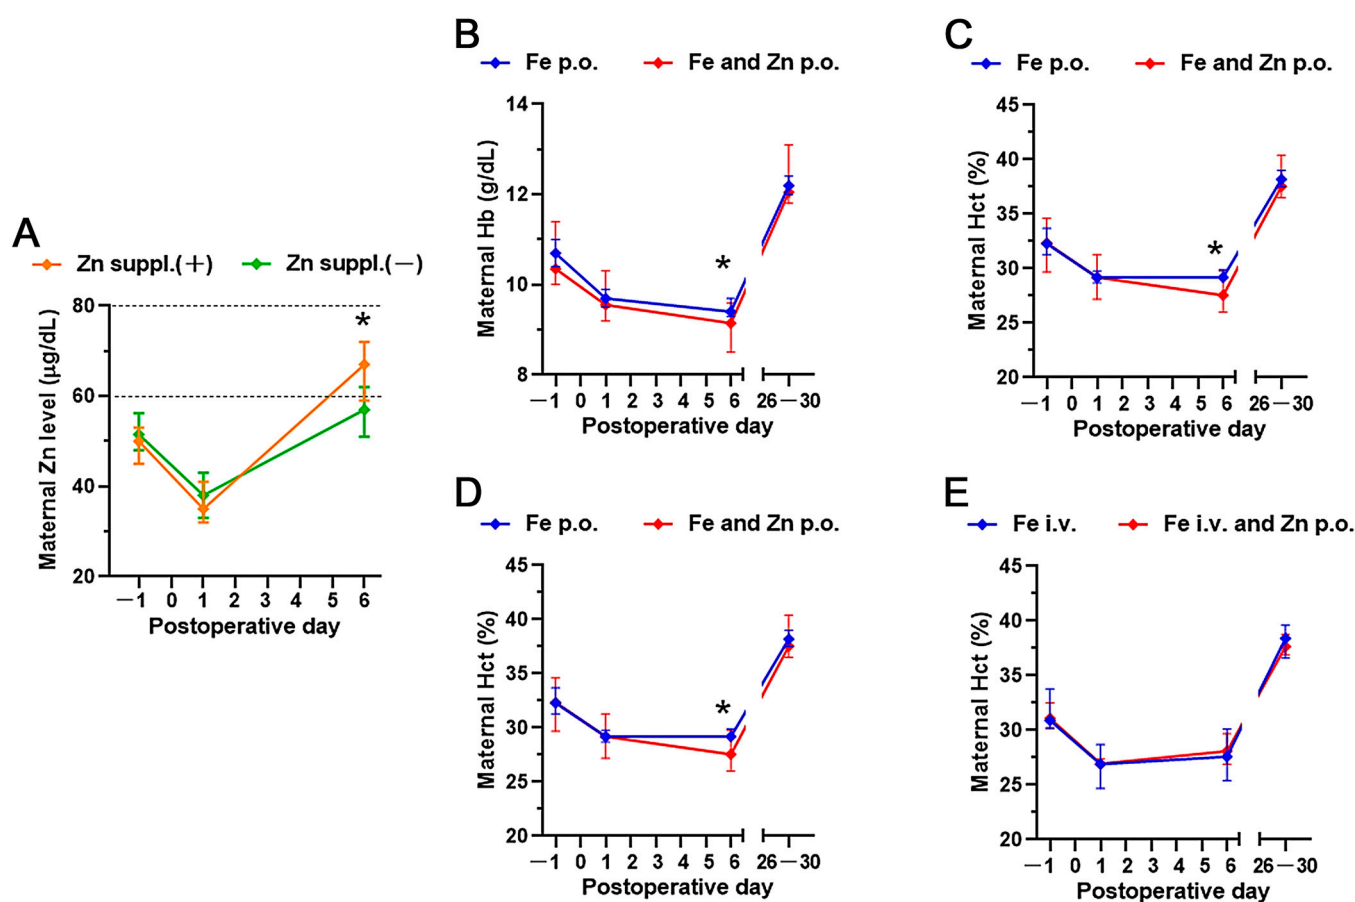 A
Zn suppl.(+) Zn suppl.(−)
Maternal Zn level (μg/dL)
80
60
40
20
*
−1 0 1 2 3 4 5 6
Postoperative day
B
Fe p.o. Fe and Zn p.o.
Maternal Hb (g/dL)
14
12
10
8
*
−1 0 1 2 3 4 5 6 26−30
Postoperative day
C
Fe p.o. Fe and Zn p.o.
Maternal Hct (%)
45
40
35
30
25
20
*
−1 0 1 2 3 4 5 6 26−30
Postoperative day
D
Fe p.o. Fe and Zn p.o.
Maternal Hct (%)
45
40
35
30
25
20
*
−1 0 1 2 3 4 5 6 26−30
Postoperative day
E
Fe i.v. Fe i.v. and Zn p.o.
Maternal Hct (%)
45
40
35
30
25
20
−1 0 1 2 3 4 5 6 26−30
Postoperative day